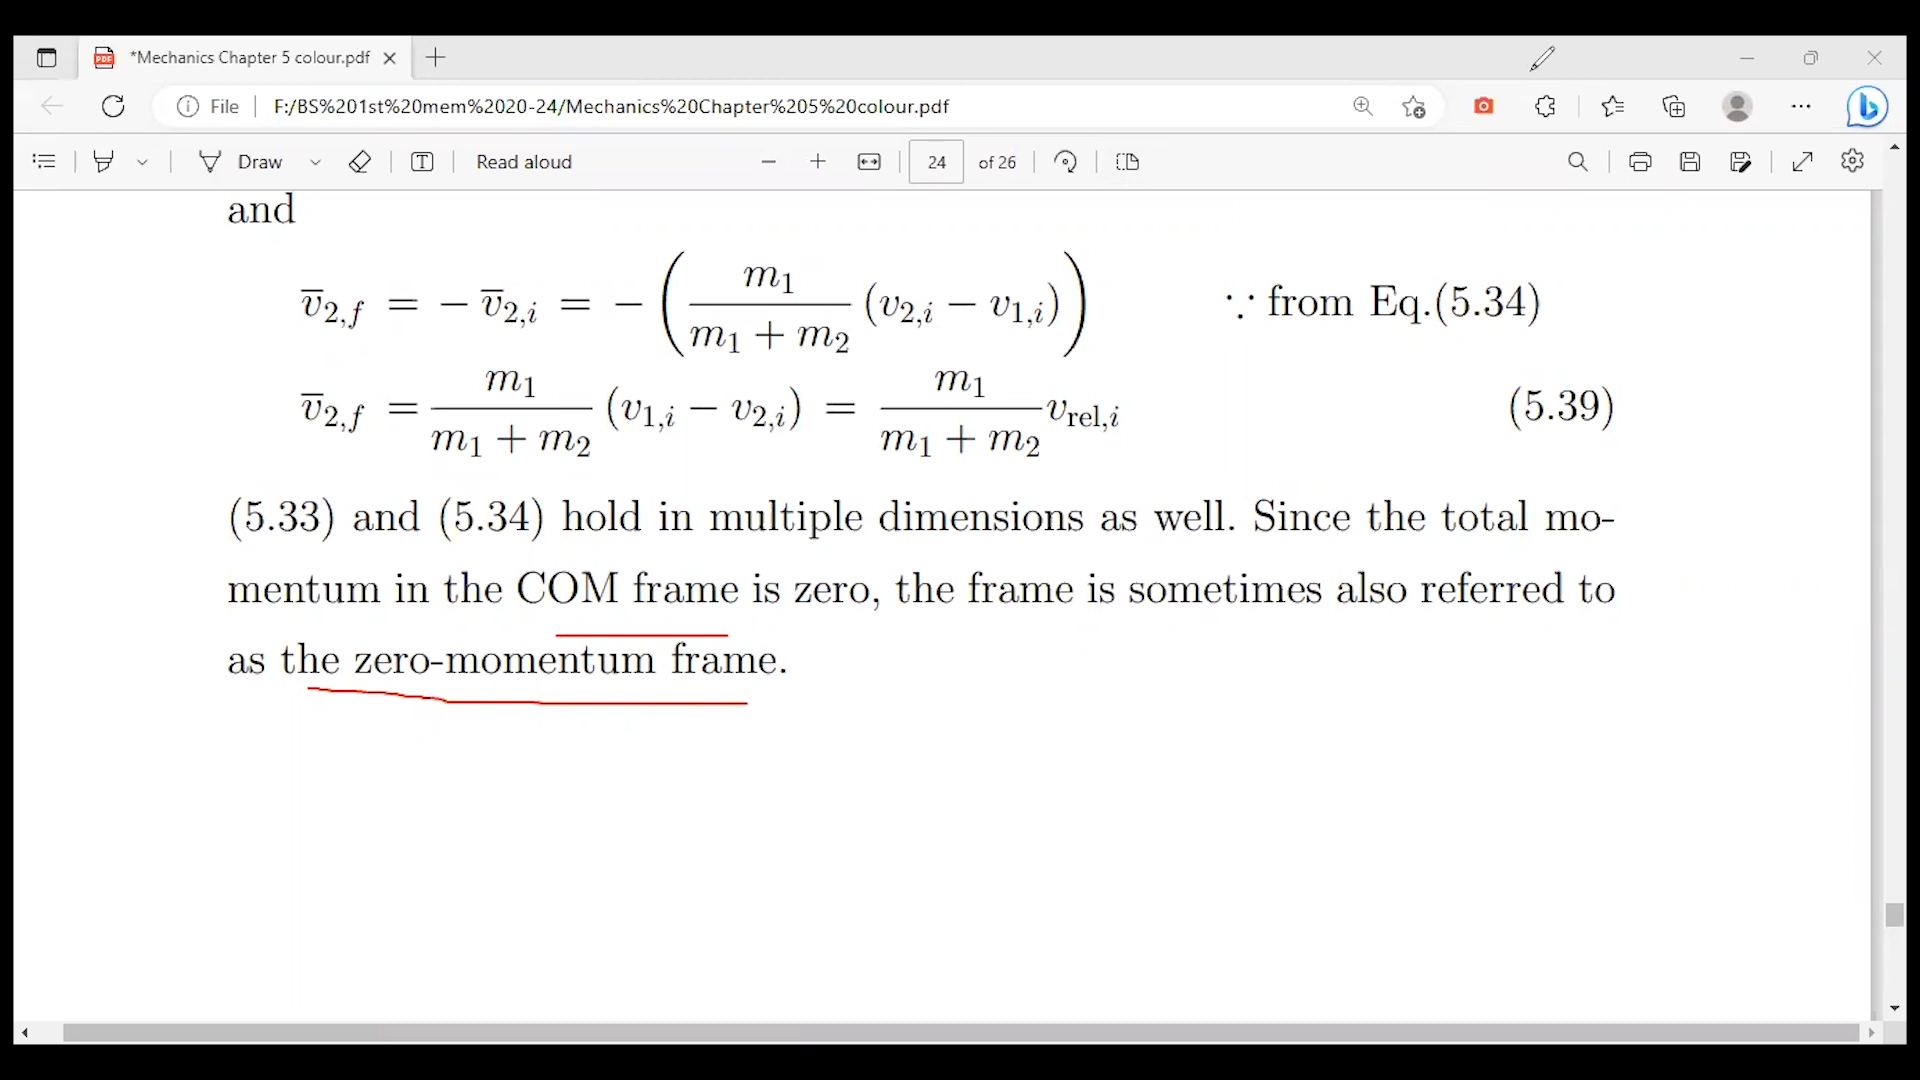 *Mechanics Chapter 5 colour.pdf
File F:/BS%201st%20mem%2020-24/Mechanics%20Chapter%205%20colour.pdf
Draw Read aloud 24 of 26
and
v̅₂,f = − v̅₂,i = − ( m₁ / (m₁ + m₂) (v₂,i − v₁,i) ) ∵ from Eq.(5.34)
v̅₂,f = m₁ / (m₁ + m₂) (v₁,i − v₂,i) = m₁ / (m₁ + m₂) v_rel,i (5.39)
(5.33) and (5.34) hold in multiple dimensions as well. Since the total mo-
mentum in the COM frame is zero, the frame is sometimes also referred to
as the zero-momentum frame.